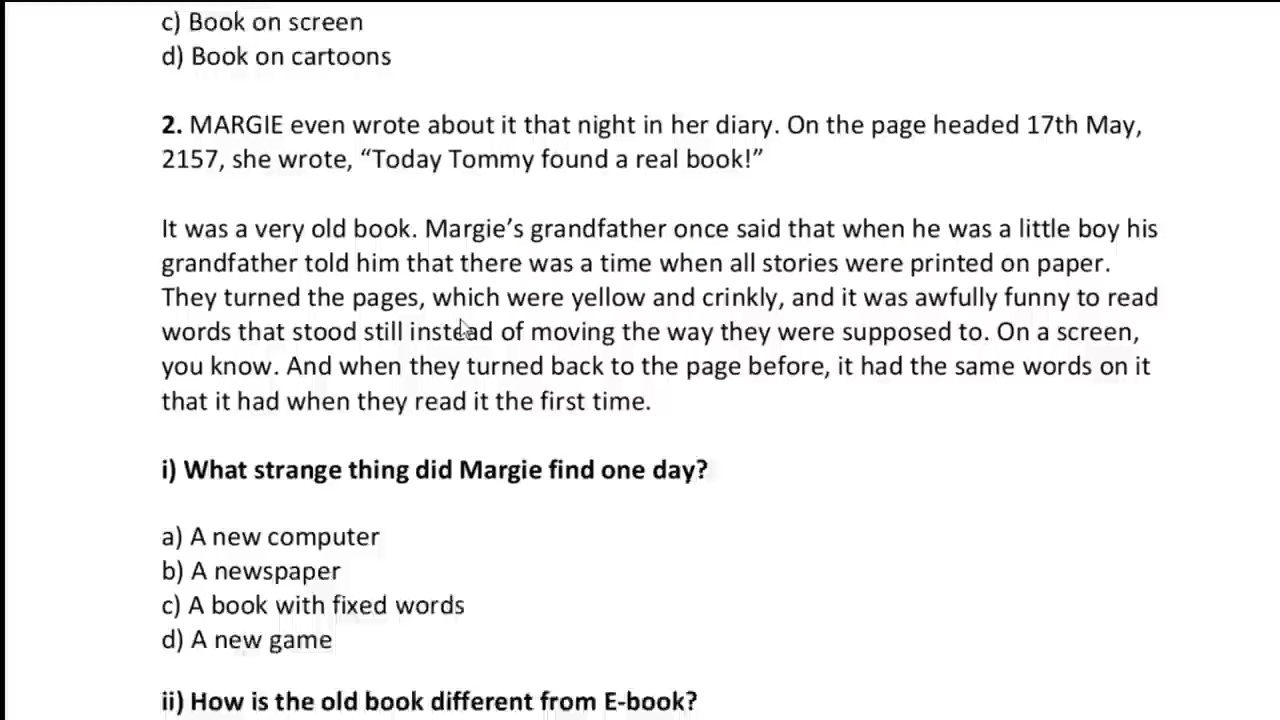 c) Book on screen
d) Book on cartoons
2. MARGIE even wrote about it that night in her diary. On the page headed 17th May,
2157, she wrote, “Today Tommy found a real book!”
It was a very old book. Margie’s grandfather once said that when he was a little boy his
grandfather told him that there was a time when all stories were printed on paper.
They turned the pages, which were yellow and crinkly, and it was awfully funny to read
words that stood still instead of moving the way they were supposed to. On a screen,
you know. And when they turned back to the page before, it had the same words on it
that it had when they read it the first time.
i) What strange thing did Margie find one day?
a) A new computer
b) A newspaper
c) A book with fixed words
d) A new game
ii) How is the old book different from E-book?